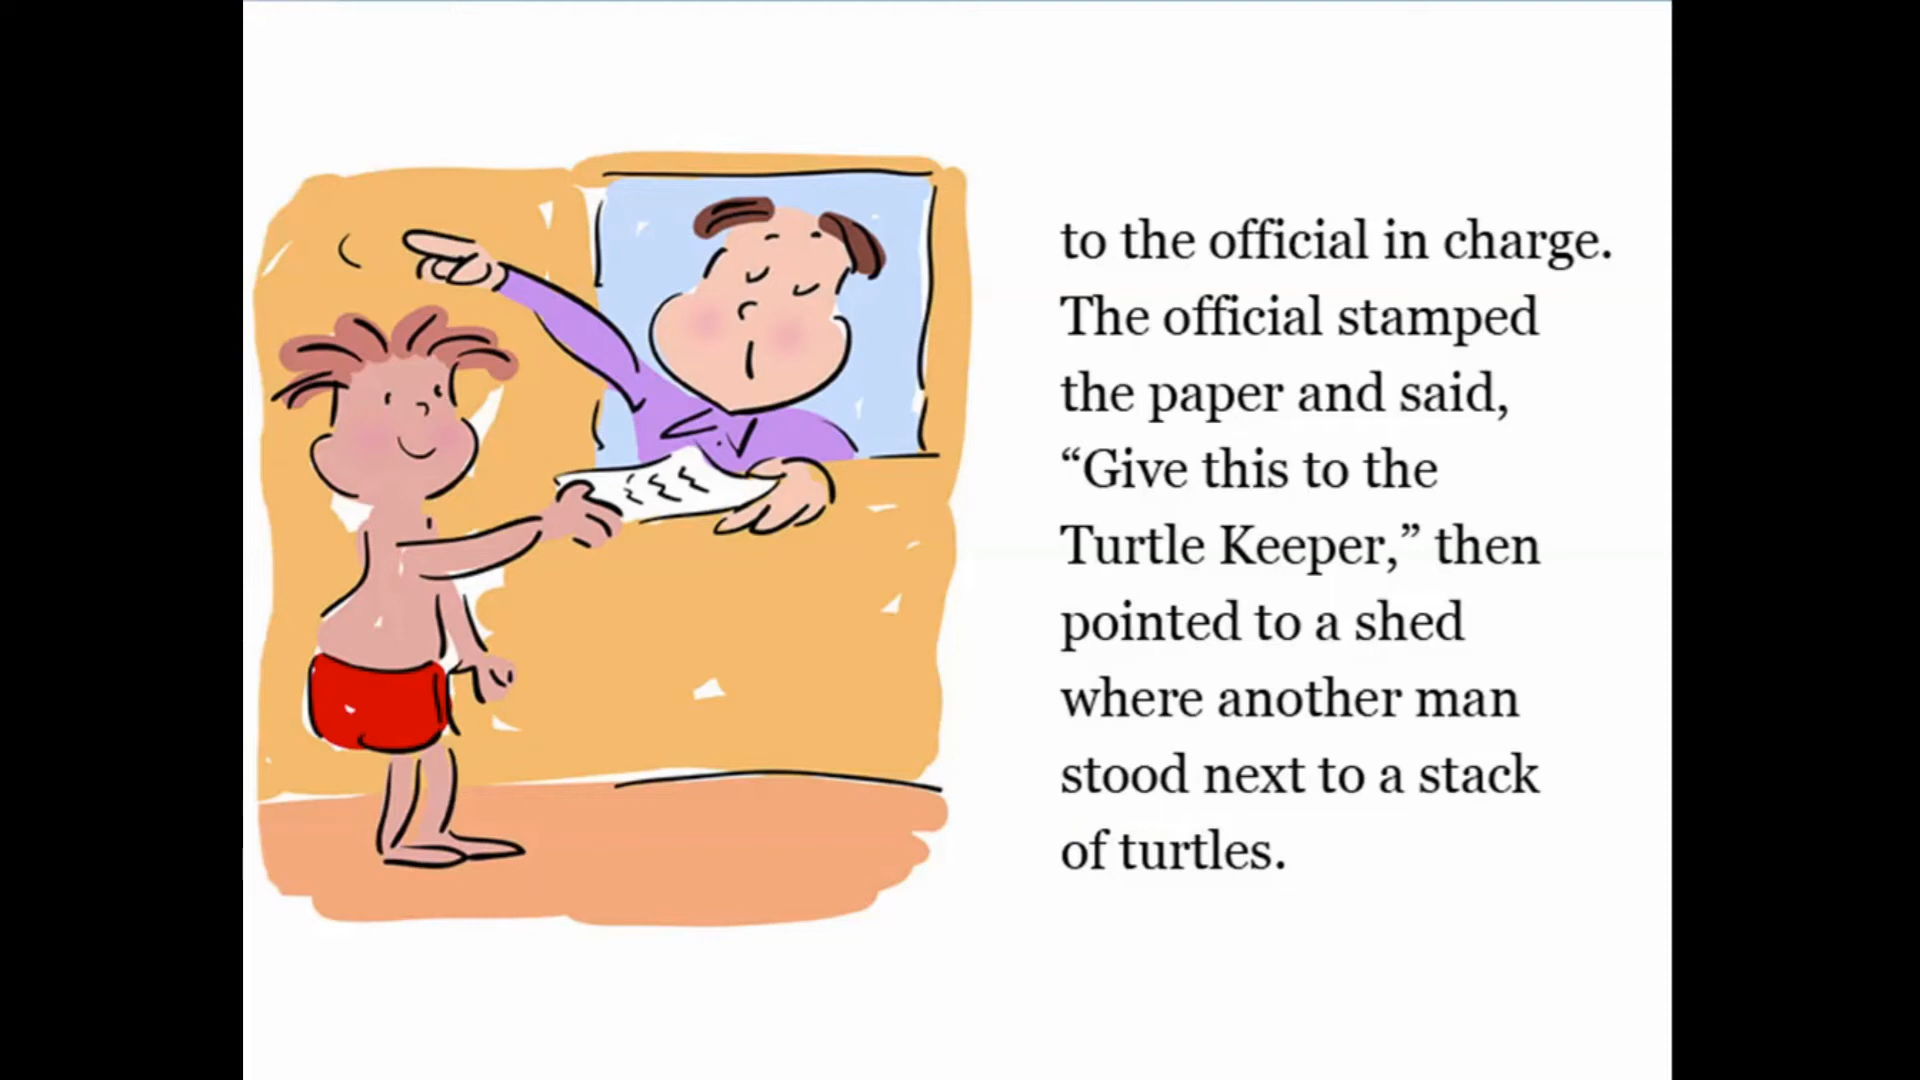 to the official in charge.
The official stamped
the paper and said,
“Give this to the
Turtle Keeper,” then
pointed to a shed
where another man
stood next to a stack
of turtles.